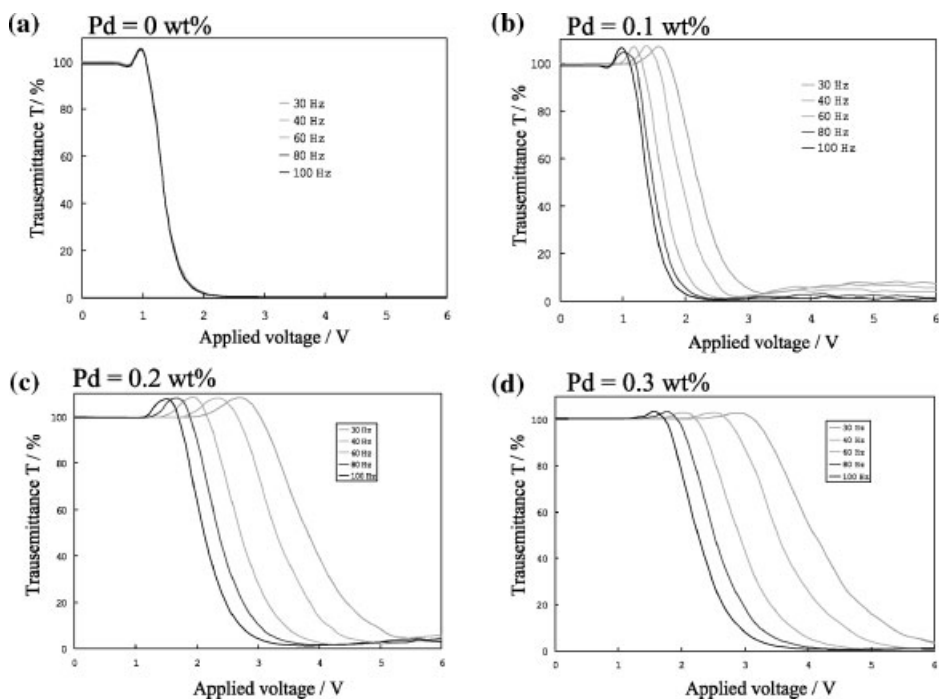 (a) Pd = 0 wt%
Trausemittance T / %
100
80
60
40
20
0
30 Hz
40 Hz
60 Hz
80 Hz
100 Hz
0 1 2 3 4 5 6
Applied voltage / V
(b) Pd = 0.1 wt%
Trausemittance T / %
100
80
60
40
20
0
30 Hz
40 Hz
60 Hz
80 Hz
100 Hz
0 1 2 3 4 5 6
Applied voltage / V
(c) Pd = 0.2 wt%
Trausemittance T / %
100
80
60
40
20
0
30 Hz
40 Hz
60 Hz
80 Hz
100 Hz
0 1 2 3 4 5 6
Applied voltage / V
(d) Pd = 0.3 wt%
Trausemittance T / %
100
80
60
40
20
0
30 Hz
40 Hz
60 Hz
80 Hz
100 Hz
0 1 2 3 4 5 6
Applied voltage / V